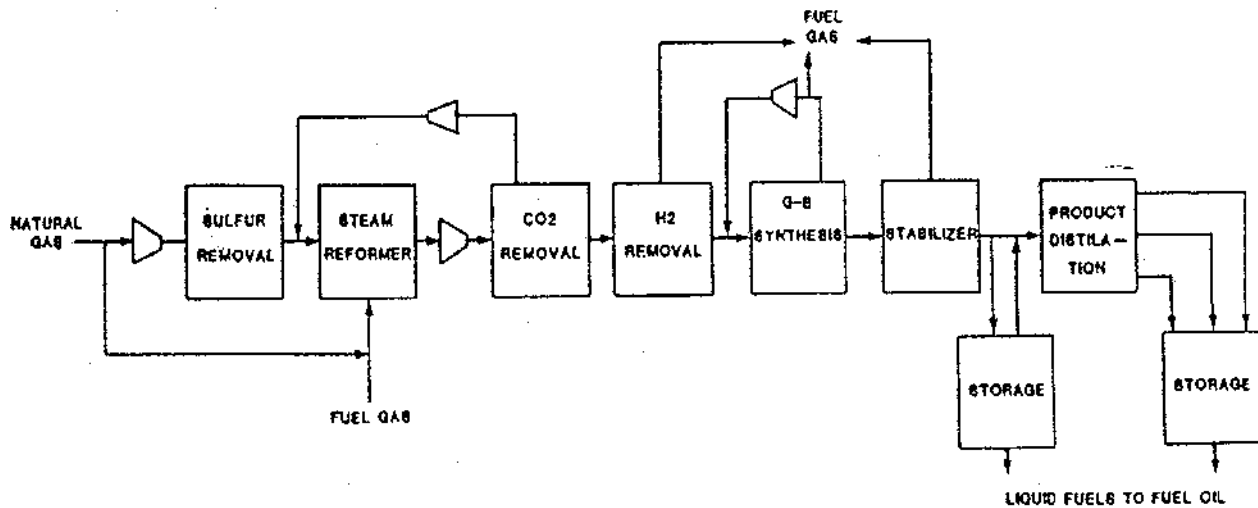 FUEL
GAS
NATURAL
GAS
SULFUR
REMOVAL
STEAM
REFORMER
CO2
REMOVAL
H2
REMOVAL
G-S
SYNTHESIS
STABILIZER
PRODUCT
DISTILA-
TION
FUEL GAS
STORAGE
STORAGE
LIQUID FUELS TO FUEL OIL